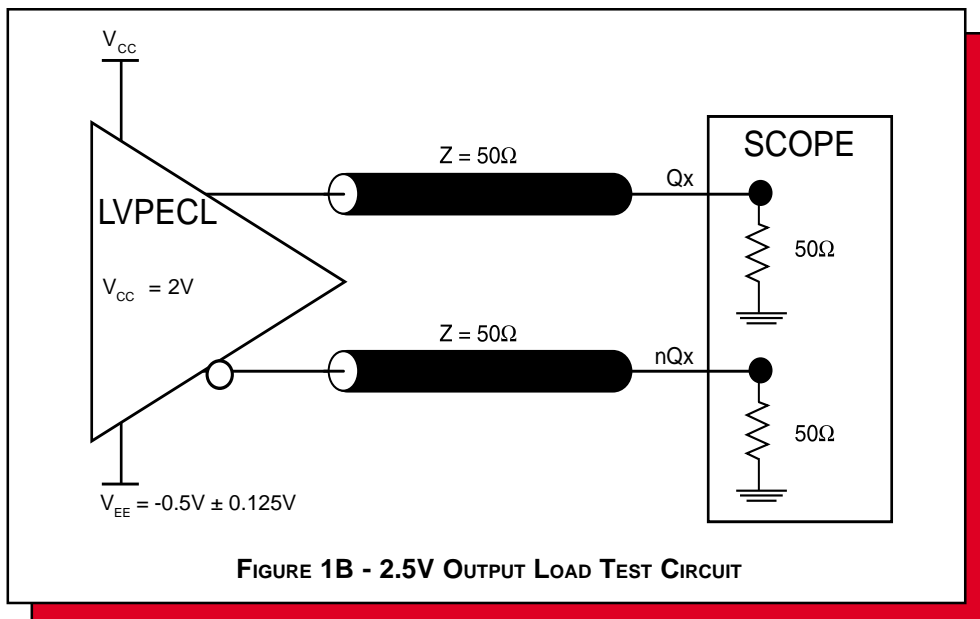 VCC
SCOPE
Z = 50Ω
Qx
LVPECL
50Ω
VCC = 2V
Z = 50Ω
nQx
50Ω
VEE = -0.5V ± 0.125V
FIGURE 1B - 2.5V OUTPUT LOAD TEST CIRCUIT